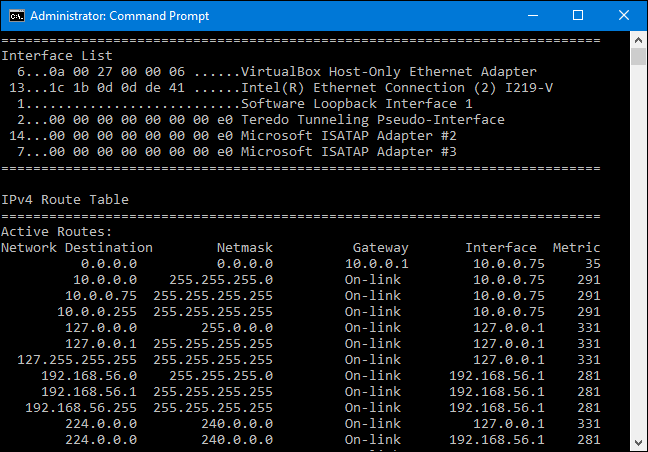 Administrator: Command Prompt
===========================================================================
Interface List
  6...0a 00 27 00 00 06 ......VirtualBox Host-Only Ethernet Adapter
 13...1c 1b 0d 0d de 41 ......Intel(R) Ethernet Connection (2) I219-V
  1...........................Software Loopback Interface 1
  2...00 00 00 00 00 00 00 e0 Teredo Tunneling Pseudo-Interface
 14...00 00 00 00 00 00 00 e0 Microsoft ISATAP Adapter #2
  7...00 00 00 00 00 00 00 e0 Microsoft ISATAP Adapter #3
===========================================================================
IPv4 Route Table
===========================================================================
Active Routes:
Network Destination        Netmask          Gateway       Interface  Metric
          0.0.0.0          0.0.0.0         10.0.0.1        10.0.0.75     35
         10.0.0.0    255.255.255.0         On-link         10.0.0.75    291
        10.0.0.75  255.255.255.255         On-link         10.0.0.75    291
       10.0.0.255  255.255.255.255         On-link         10.0.0.75    291
        127.0.0.0        255.0.0.0         On-link         127.0.0.1    331
        127.0.0.1  255.255.255.255         On-link         127.0.0.1    331
  127.255.255.255  255.255.255.255         On-link         127.0.0.1    331
     192.168.56.0    255.255.255.0         On-link      192.168.56.1    281
     192.168.56.1  255.255.255.255         On-link      192.168.56.1    281
   192.168.56.255  255.255.255.255         On-link      192.168.56.1    281
        224.0.0.0        240.0.0.0         On-link         127.0.0.1    331
        224.0.0.0        240.0.0.0         On-link      192.168.56.1    281